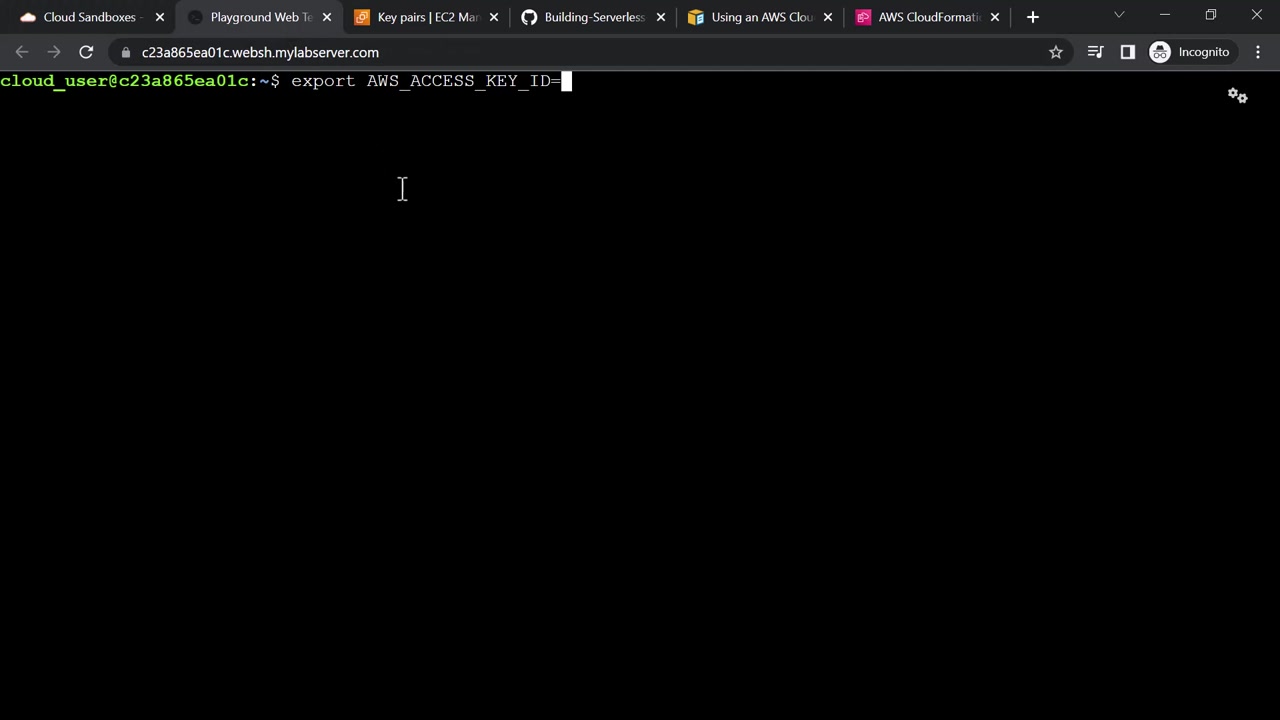 Cloud Sandboxes - Playground Web Te Key pairs | EC2 Man Building-Serverless Using an AWS Clou AWS CloudFormati
c23a865ea01c.websh.mylabserver.com Incognito
cloud_user@c23a865ea01c:~$ export AWS_ACCESS_KEY_ID=